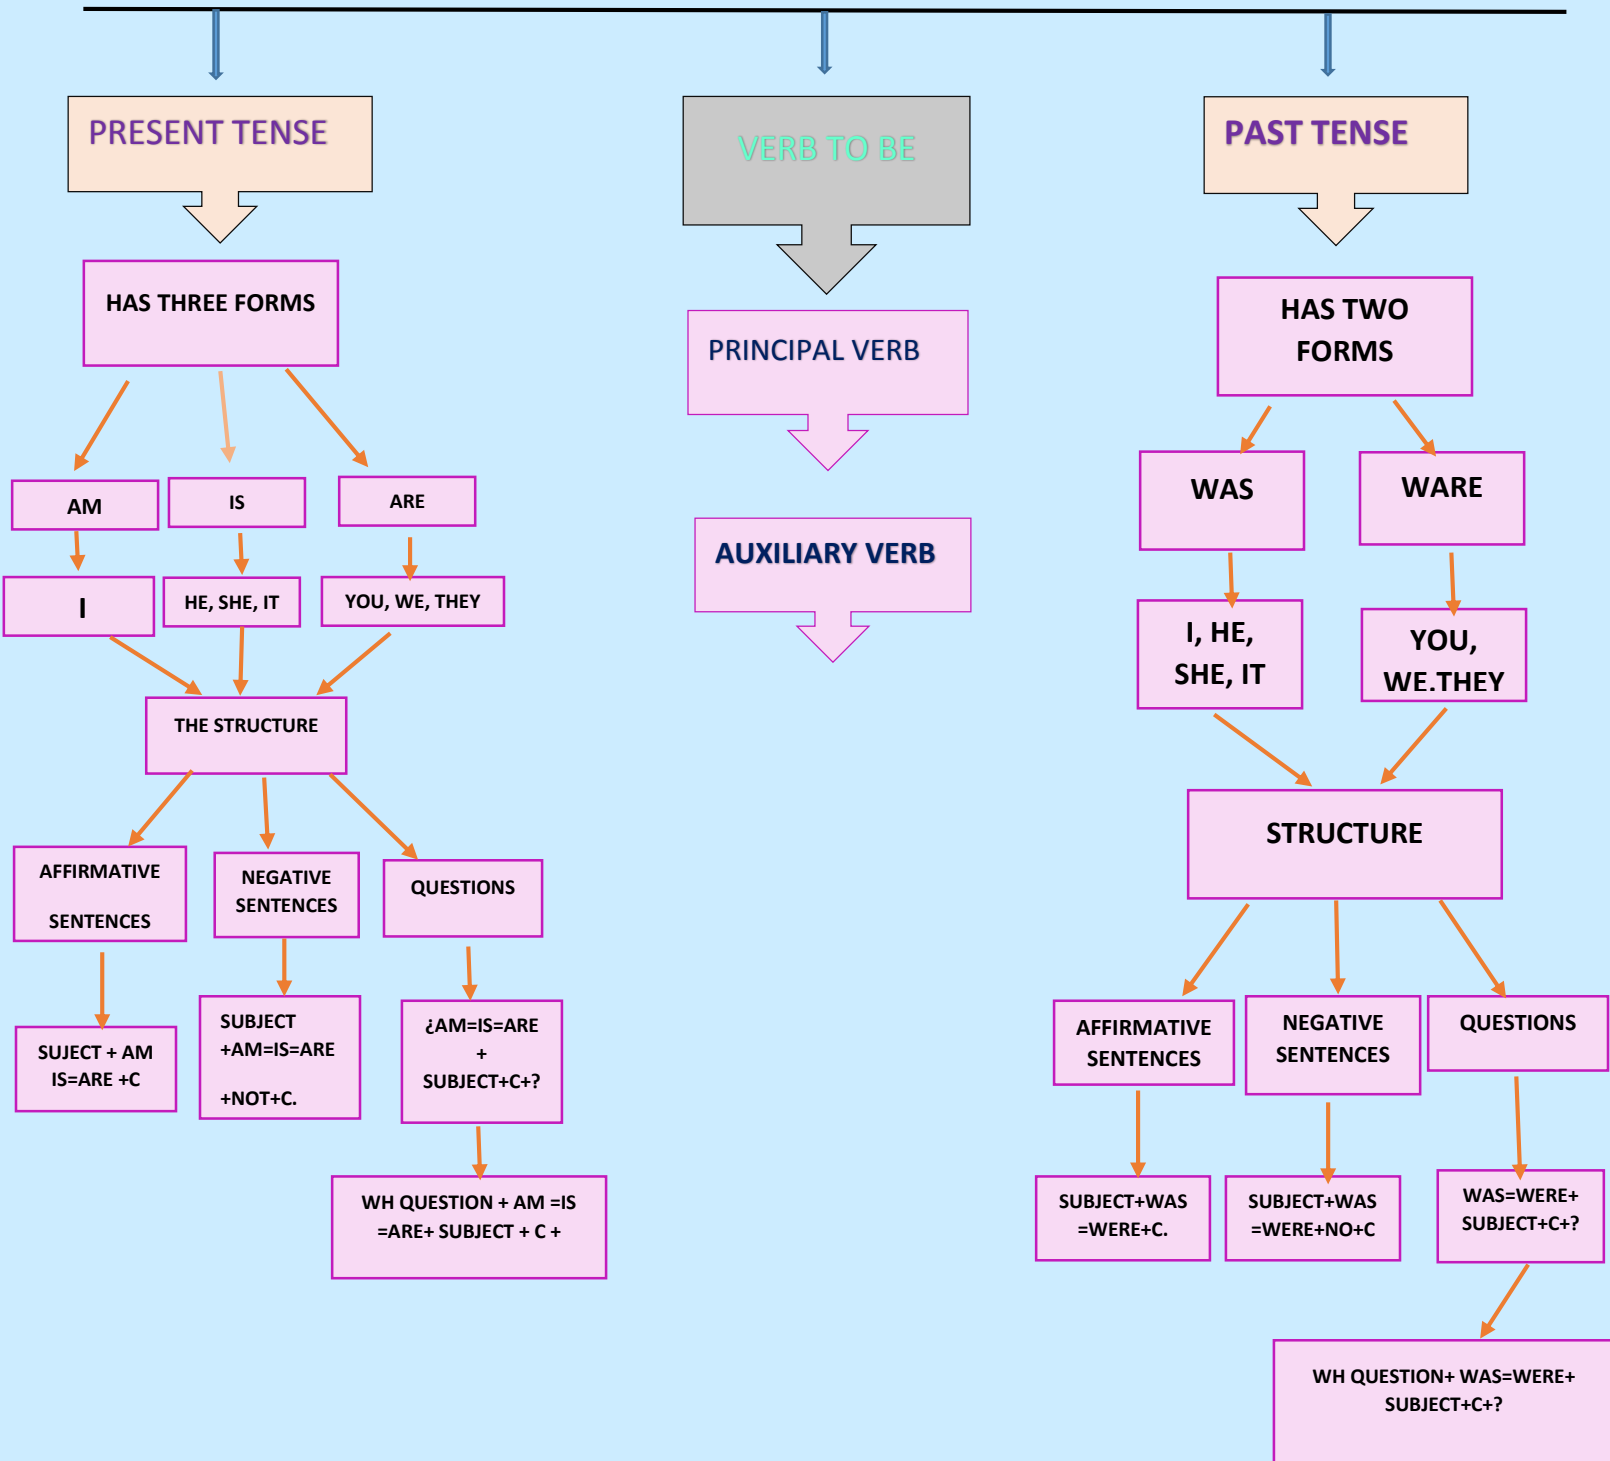 PRESENT TENSE
HAS THREE FORMS
AM
IS
ARE
I
HE, SHE, IT
YOU, WE, THEY
THE STRUCTURE
AFFIRMATIVE
SENTENCES
NEGATIVE
SENTENCES
QUESTIONS
SUJECT + AM
IS=ARE +C
SUBJECT
+AM=IS=ARE
+NOT+C.
¿AM=IS=ARE
+
SUBJECT+C+?
WH QUESTION + AM =IS
=ARE+ SUBJECT + C +
VERB TO BE
PRINCIPAL VERB
AUXILIARY VERB
PAST TENSE
HAS TWO
FORMS
WAS
WARE
I, HE,
SHE, IT
YOU,
WE.THEY
STRUCTURE
AFFIRMATIVE
SENTENCES
NEGATIVE
SENTENCES
QUESTIONS
SUBJECT+WAS
=WERE+C.
SUBJECT+WAS
=WERE+NO+C
WAS=WERE+
SUBJECT+C+?
WH QUESTION+ WAS=WERE+
SUBJECT+C+?